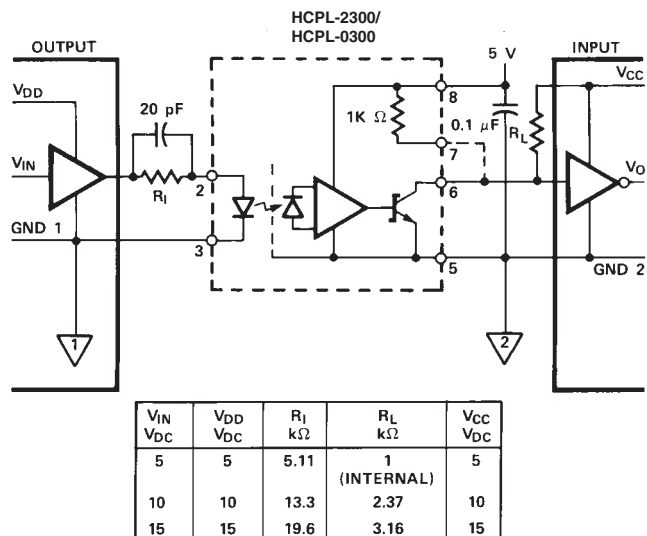 HCPL-2300/
HCPL-0300
OUTPUT
5 V
INPUT
VDD
20 pF
8
VCC
1K Ω
0.1 µF
RL
7
VIN
RI
2
6
VO
GND 1
3
5
GND 2
1
2
VIN VDC VDD VDC RI kΩ RL kΩ VCC VDC
5 5 5.11 1 (INTERNAL) 5
10 10 13.3 2.37 10
15 15 19.6 3.16 15